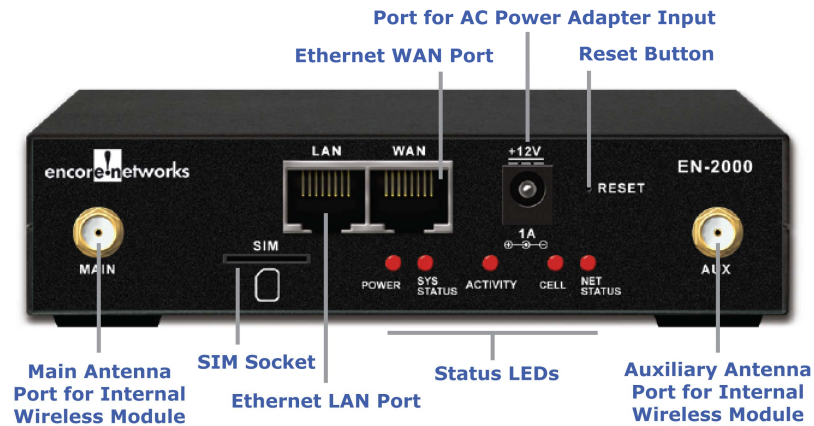 Port for AC Power Adapter Input
Ethernet WAN Port
Reset Button
LAN
WAN
+12V
encore!networks
EN-2000
RESET
1A
SIM
MAIN
AUX
POWER
SYS
STATUS
ACTIVITY
CELL
NET
STATUS
Main Antenna
Port for Internal
Wireless Module
SIM Socket
Ethernet LAN Port
Status LEDs
Auxiliary Antenna
Port for Internal
Wireless Module